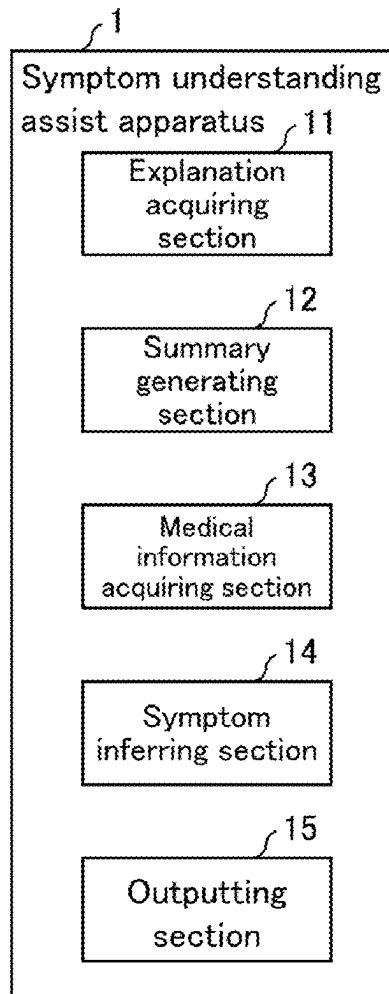 1
Symptom understanding
assist apparatus
11
Explanation
acquiring
section
12
Summary
generating
section
13
Medical
information
acquiring section
14
Symptom
inferring section
15
Outputting
section